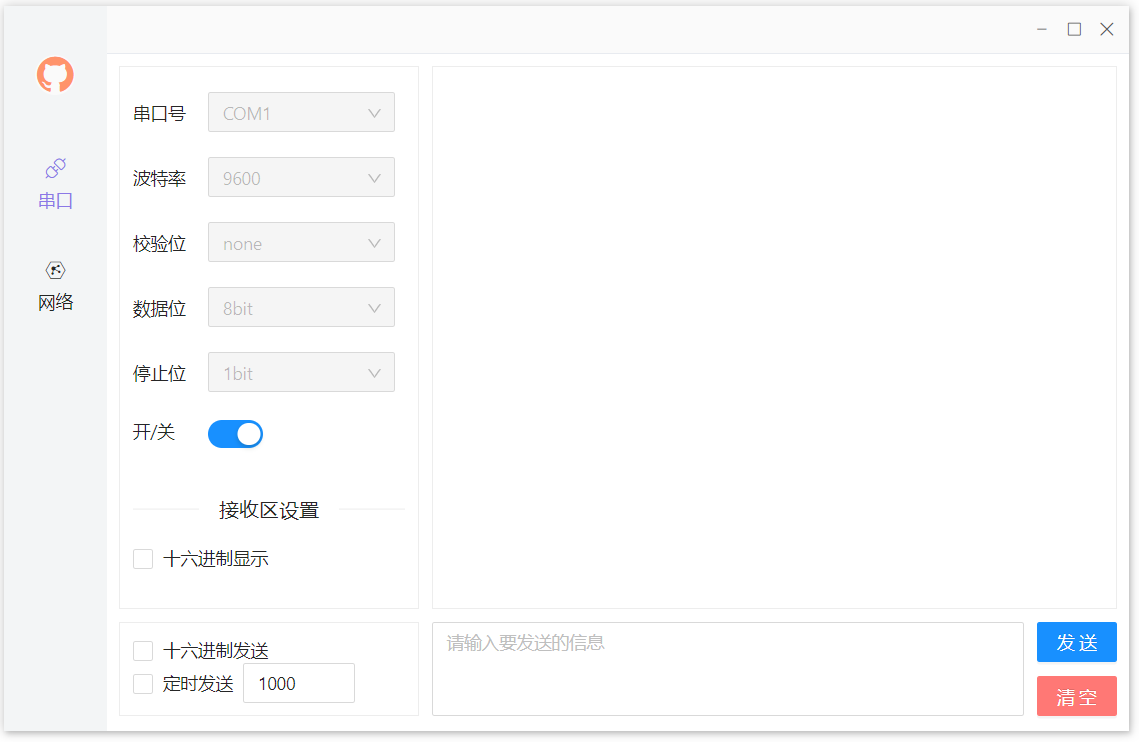 串口
网络
串口号 COM1
波特率 9600
校验位 none
数据位 8bit
停止位 1bit
开/关
接收区设置
十六进制显示
十六进制发送
定时发送 1000
请输入要发送的信息
发 送
清 空